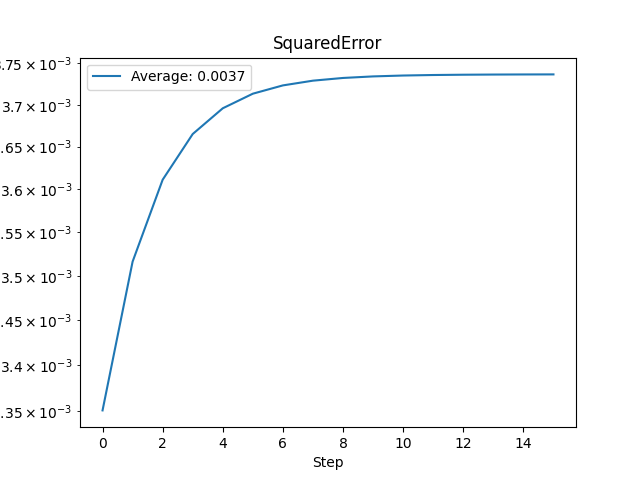 SquaredError
Average: 0.0037
.75 × 10⁻³
3.7 × 10⁻³
.65 × 10⁻³
3.6 × 10⁻³
.55 × 10⁻³
3.5 × 10⁻³
.45 × 10⁻³
3.4 × 10⁻³
.35 × 10⁻³
0 2 4 6 8 10 12 14
Step